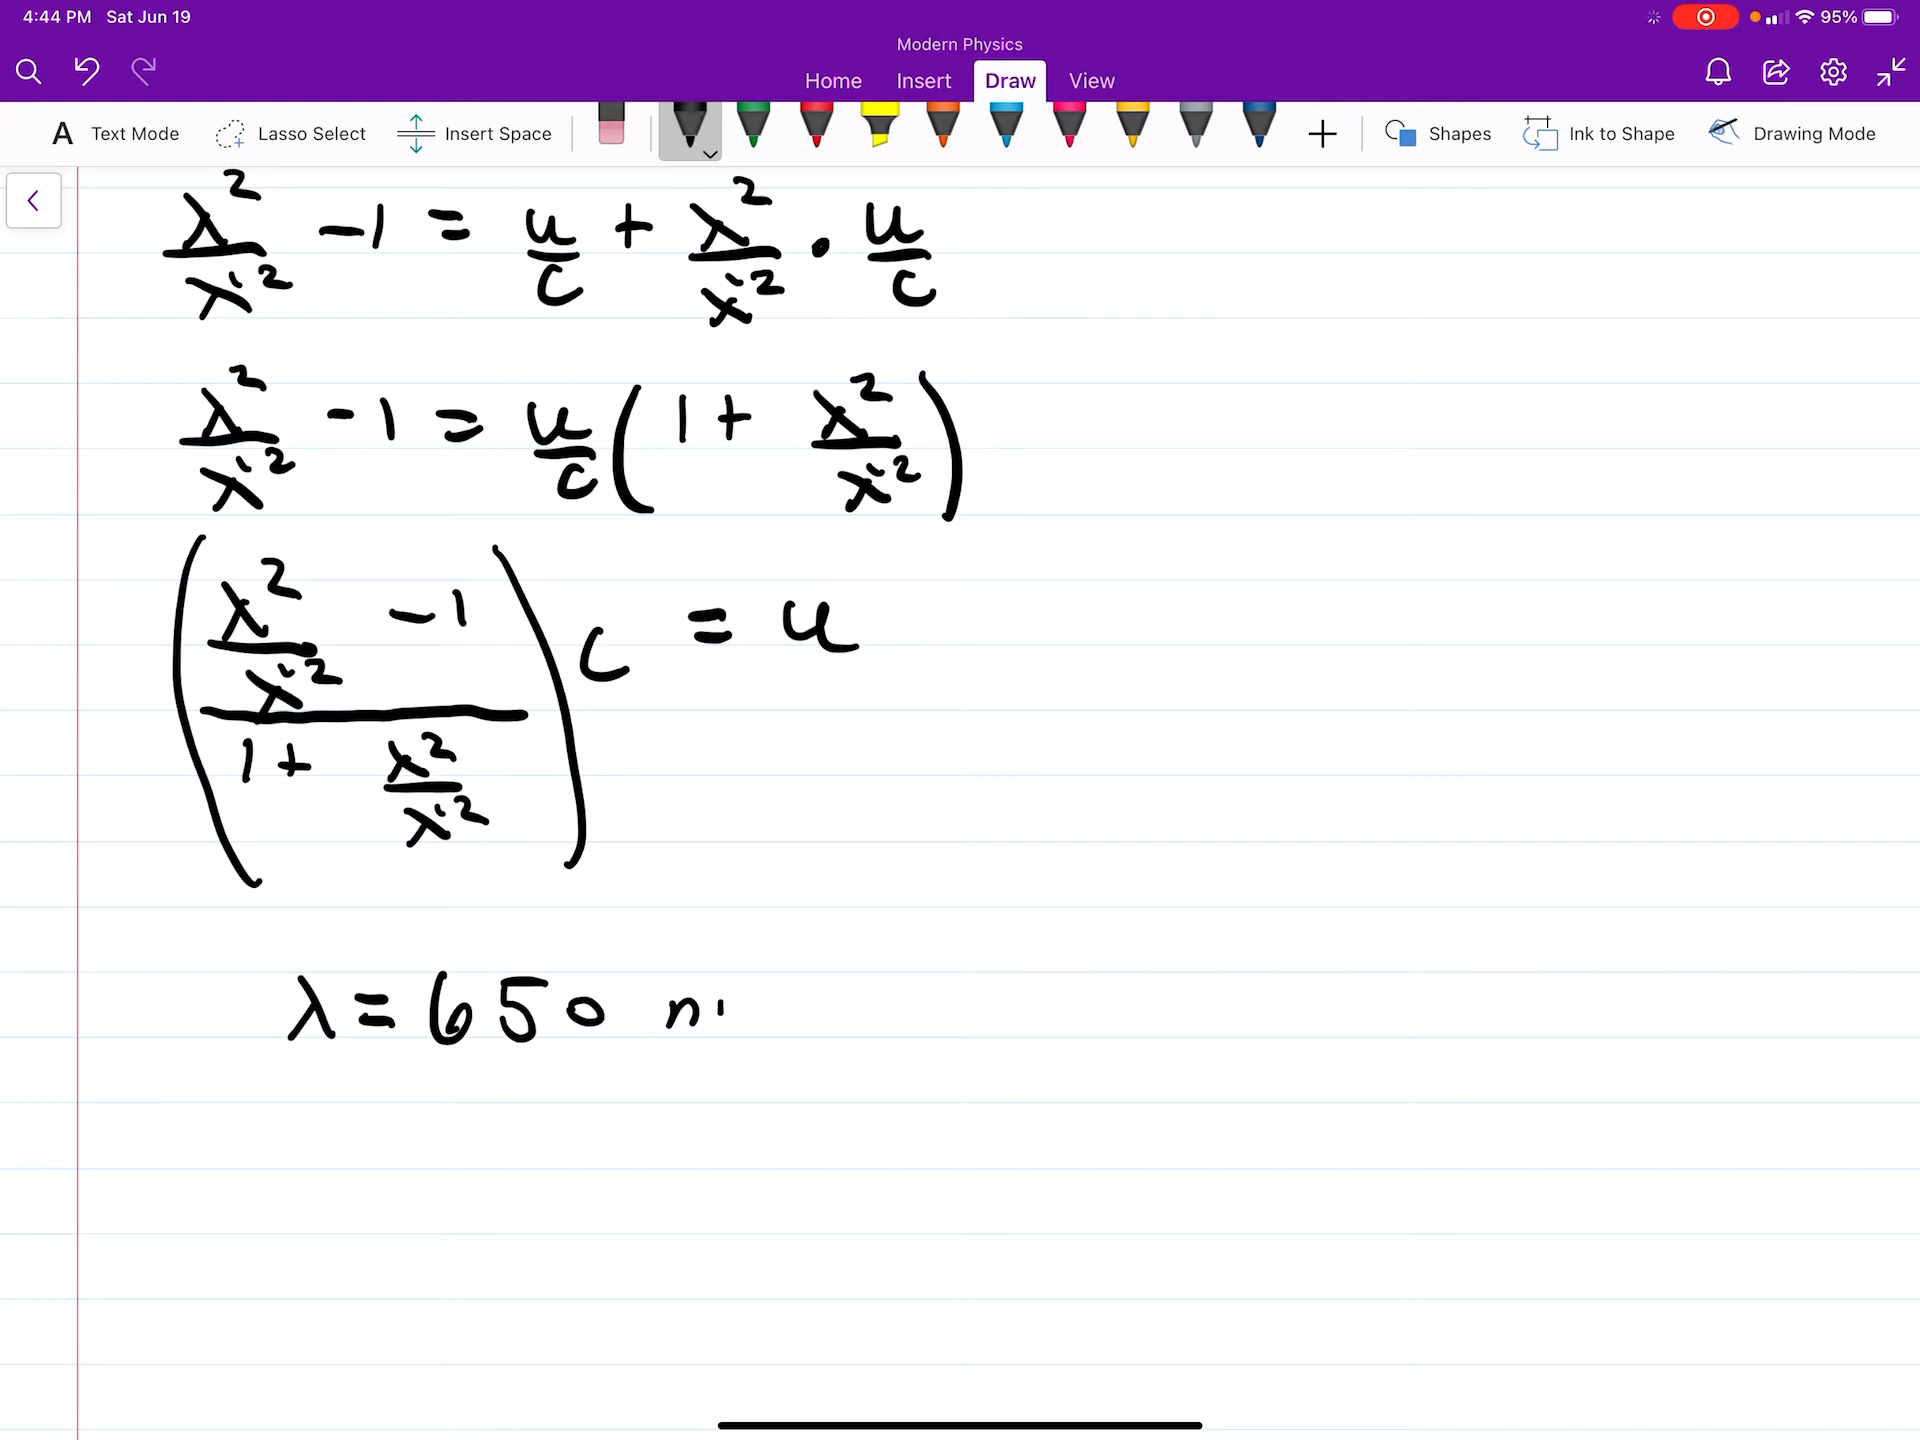 4:44 PM Sat Jun 19
95%
Modern Physics
Home Insert Draw View
A Text Mode Lasso Select Insert Space Shapes Ink to Shape Drawing Mode
λ²/λ'² - 1 = u/c + λ²/λ'² · u/c
λ²/λ'² - 1 = u/c (1 + λ²/λ'²)
((λ²/λ'² - 1)/(1 + λ²/λ'²)) c = u
λ = 650 n